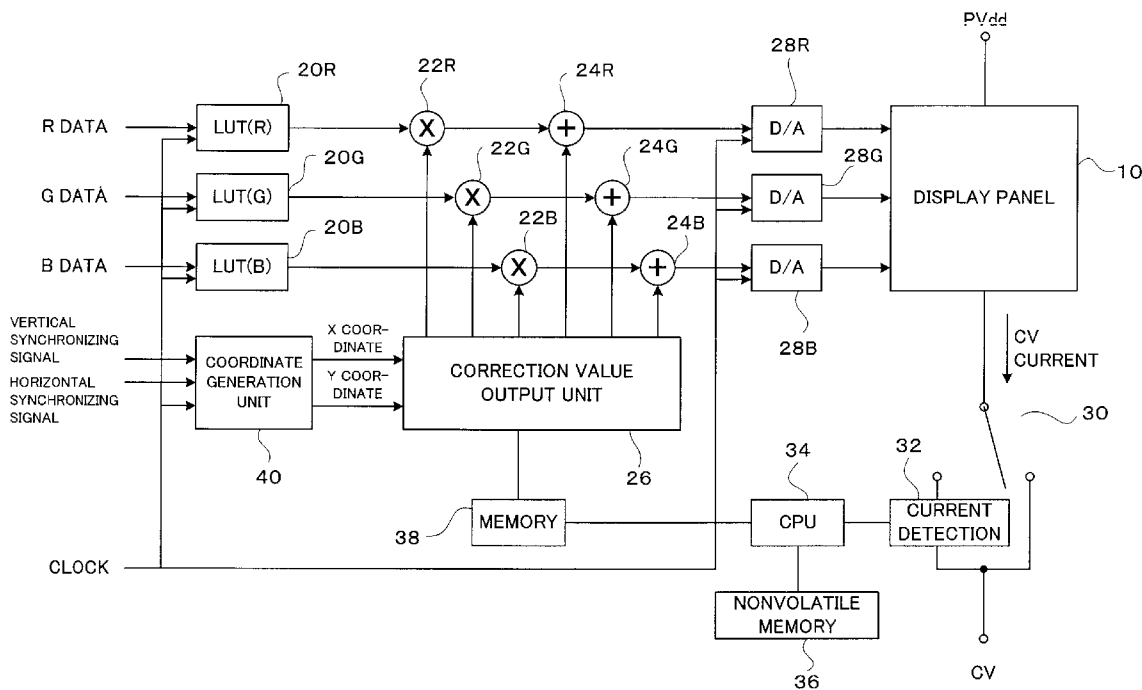 PVdd
20R
22R
24R
28R
R DATA
LUT(R)
X
+
D/A
20G
22G
24G
28G
10
G DATA
LUT(G)
X
+
D/A
DISPLAY PANEL
20B
22B
24B
B DATA
LUT(B)
X
+
D/A
28B
VERTICAL
SYNCHRONIZING
SIGNAL
HORIZONTAL
SYNCHRONIZING
SIGNAL
COORDINATE
GENERATION
UNIT
40
X COOR-
DINATE
Y COOR-
DINATE
CORRECTION VALUE
OUTPUT UNIT
26
CV
CURRENT
30
34
32
38
MEMORY
CPU
CURRENT
DETECTION
CLOCK
NONVOLATILE
MEMORY
36
CV